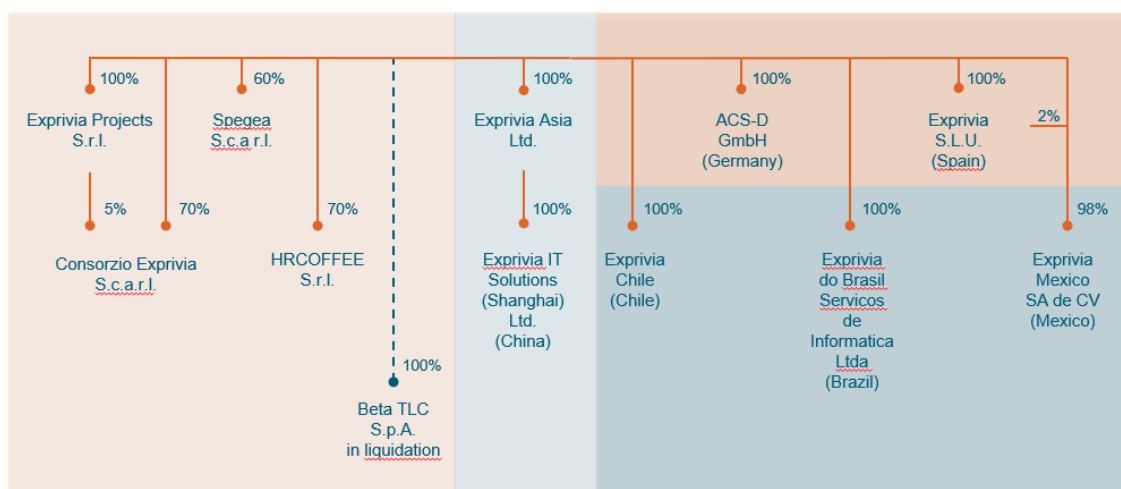 100%
60%
100%
100%
100%
Exprivia Projects
S.r.l.
Spegea
S.c.a r.l.
Exprivia Asia
Ltd.
ACS-D
GmbH
(Germany)
Exprivia
S.L.U.
(Spain)
2%
5%
70%
70%
100%
100%
100%
98%
Consorzio Exprivia
S.c.a.r.l.
HRCOFFEE
S.r.l.
Exprivia IT
Solutions
(Shanghai)
Ltd.
(China)
Exprivia
Chile
(Chile)
Exprivia
do Brasil
Servicos
de
Informatica
Ltda
(Brazil)
Exprivia
Mexico
SA de CV
(Mexico)
100%
Beta TLC
S.p.A.
in liquidation